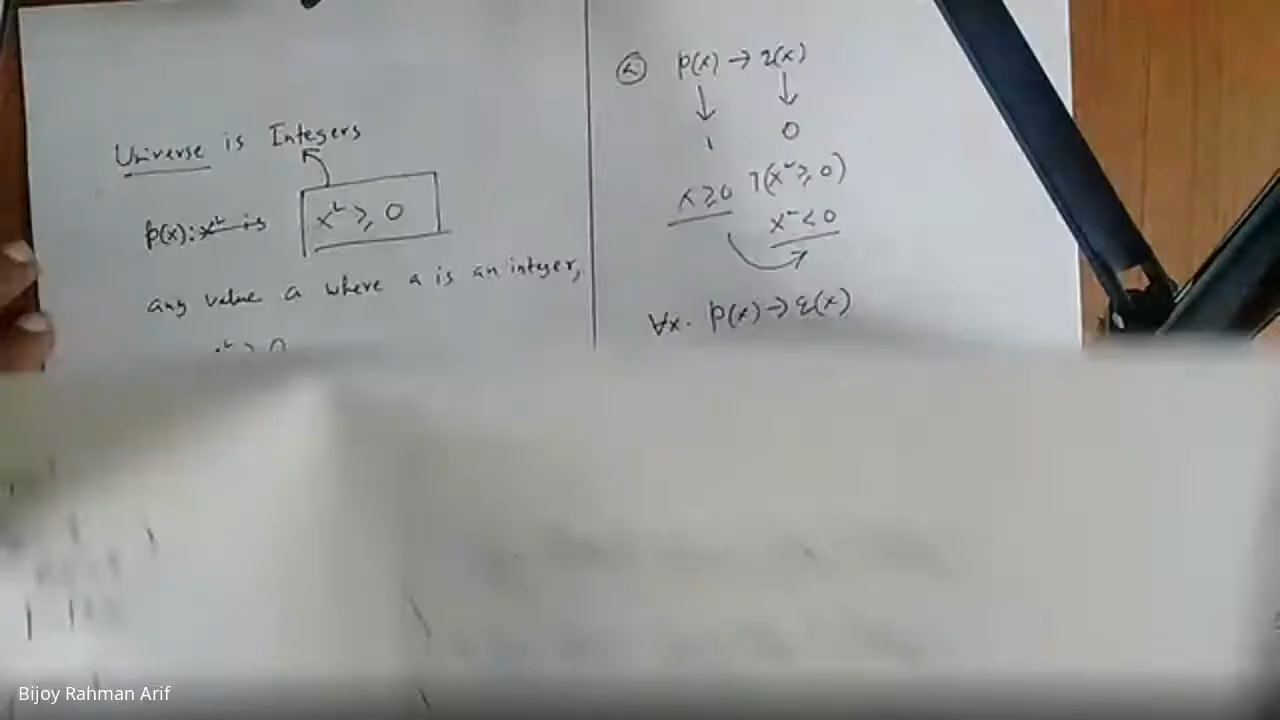 Universe is Integers
p(x): x² is x² ≥ 0
any value a where a is an integer,
p(x) → q(x)
↓ ↓
1 0
x ≥ 0 ¬(x² ≥ 0)
x² < 0
∀x. p(x) → q(x)
Bijoy Rahman Arif